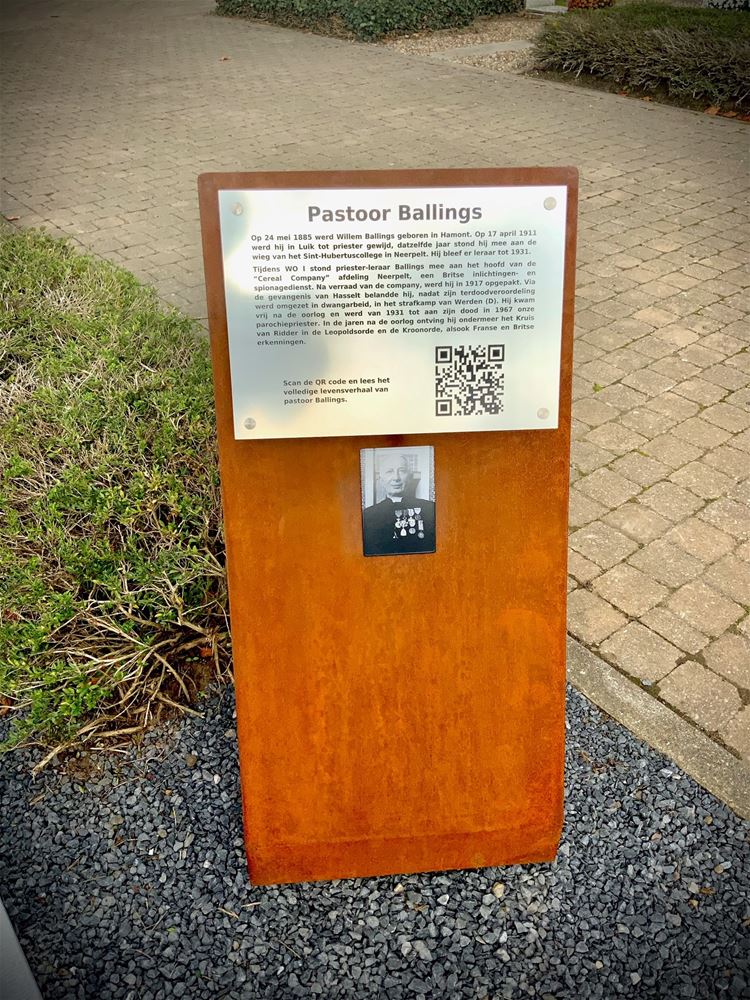 Pastoor Ballings
Op 24 mei 1885 werd Willem Ballings geboren in Hamont. Op 17 april 1911
werd hij in Luik tot priester gewijd, datzelfde jaar stond hij mee aan de
wieg van het Sint-Hubertuscollege in Neerpelt. Hij bleef er leraar tot 1931.
Tijdens WO I stond priester-leraar Ballings mee aan het hoofd van de
"Cereal Company" afdeling Neerpelt, een Britse inlichtingen- en
spionagedienst. Na verraad van de company, werd hij in 1917 opgepakt. Via
de gevangenis van Hasselt belandde hij, nadat zijn terdoodveroordeling
werd omgezet in dwangarbeid, in het strafkamp van Werden (D). Hij kwam
vrij na de oorlog en werd van 1931 tot aan zijn dood in 1967 onze
parochiepriester. In de jaren na de oorlog ontving hij ondermeer het Kruis
van Ridder in de Leopoldsorde en de Kroonorde, alsook Franse en Britse
erkenningen.
Scan de QR code en lees het
volledige levensverhaal van
pastoor Ballings.